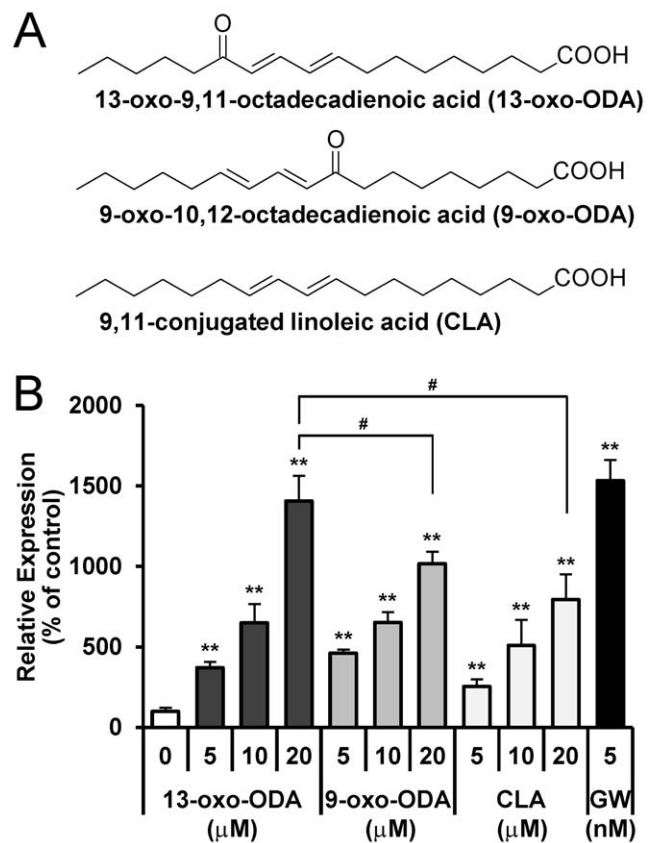 A
O
COOH
13-oxo-9,11-octadecadienoic acid (13-oxo-ODA)
O
COOH
9-oxo-10,12-octadecadienoic acid (9-oxo-ODA)
COOH
9,11-conjugated linoleic acid (CLA)
B
Relative Expression
(% of control)
2000
1500
1000
500
0
#
#
**
**
**
**
**
**
**
**
**
**
0 5 10 20 5 10 20 5 10 20 5
13-oxo-ODA 9-oxo-ODA CLA GW
(μM) (μM) (μM) (nM)